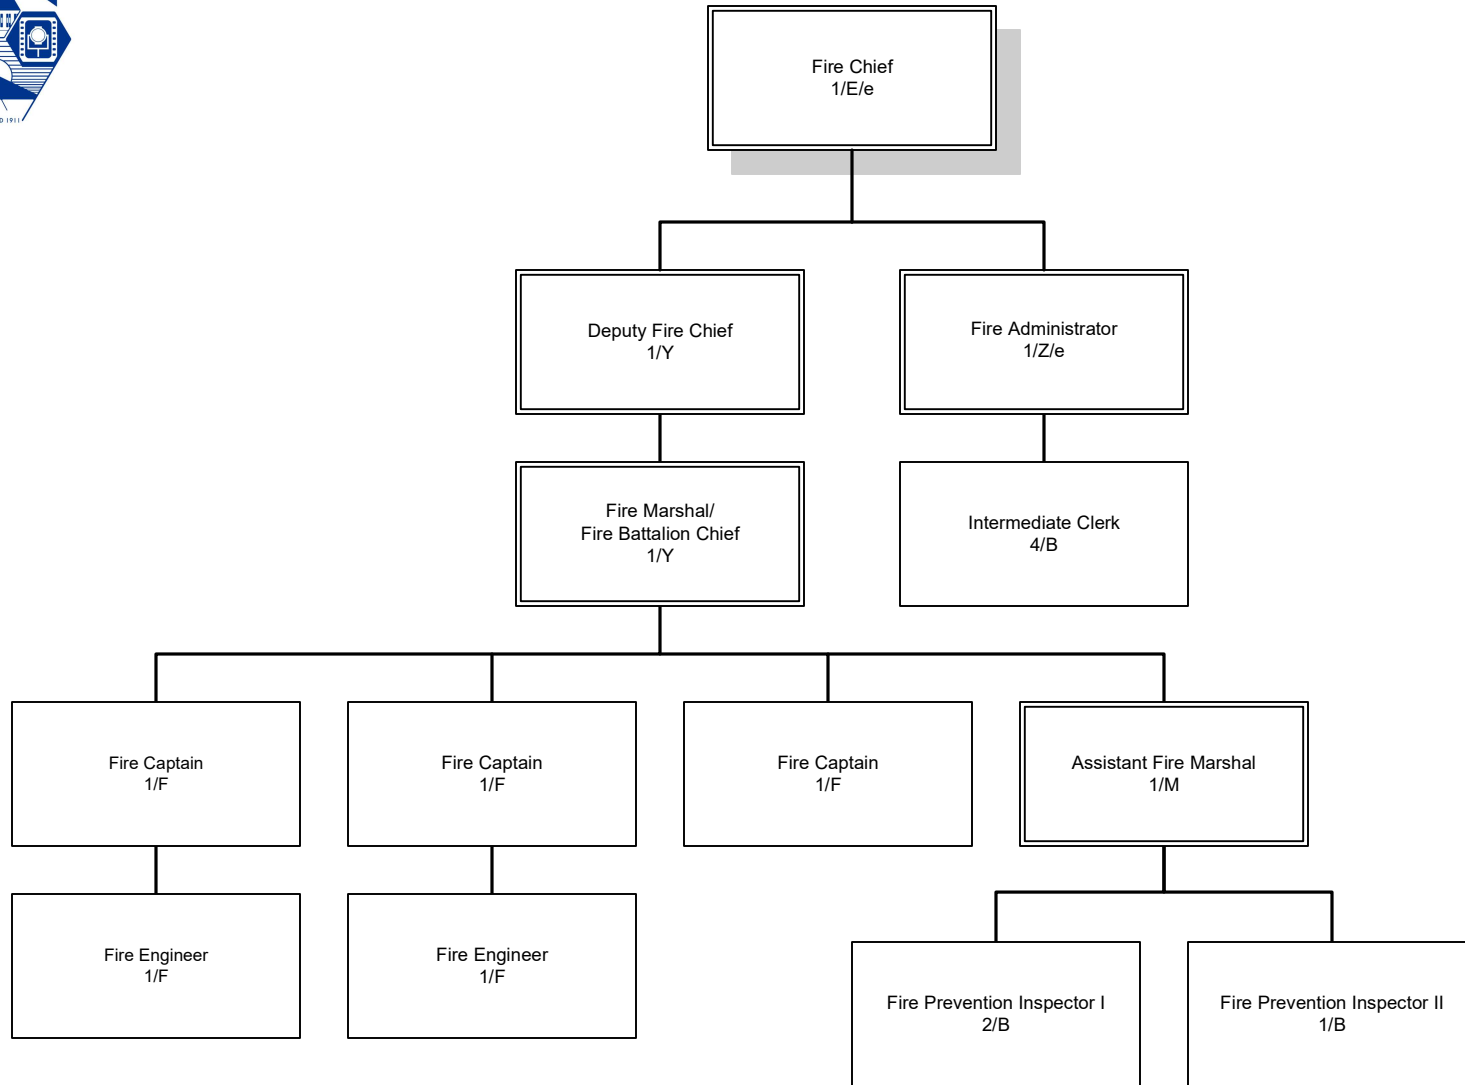 Fire Chief
1/E/e
Deputy Fire Chief
1/Y
Fire Administrator
1/Z/e
Fire Marshal/
Fire Battalion Chief
1/Y
Intermediate Clerk
4/B
Fire Captain
1/F
Fire Captain
1/F
Fire Captain
1/F
Assistant Fire Marshal
1/M
Fire Engineer
1/F
Fire Engineer
1/F
Fire Prevention Inspector I
2/B
Fire Prevention Inspector II
1/B
1911